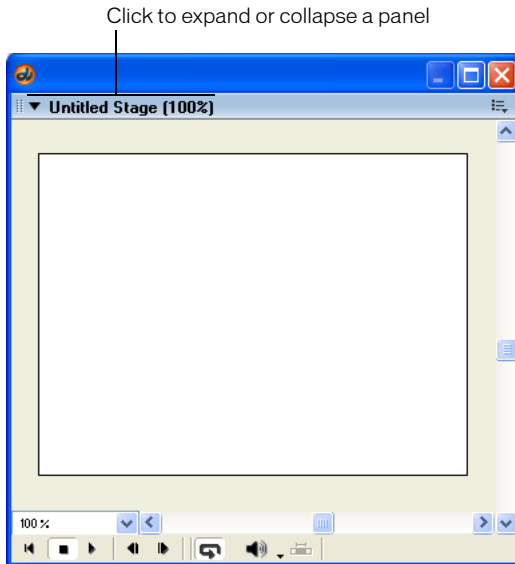 Click to expand or collapse a panel
Untitled Stage (100%)
100 %